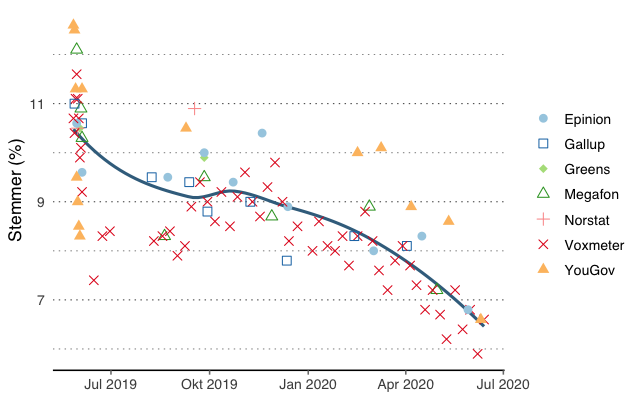 Stemmer (%)
11
9
7
Jul 2019
Okt 2019
Jan 2020
Apr 2020
Jul 2020
Epinion
Gallup
Greens
Megafon
Norstat
Voxmeter
YouGov